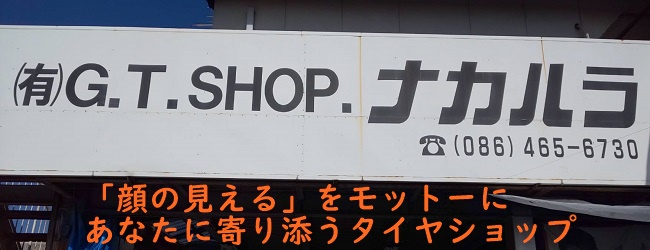 ㈲G.T.SHOP.ナカハラ
☎(086)465-6730
「顔の見える」をモットーに
あなたに寄り添うタイヤショップ